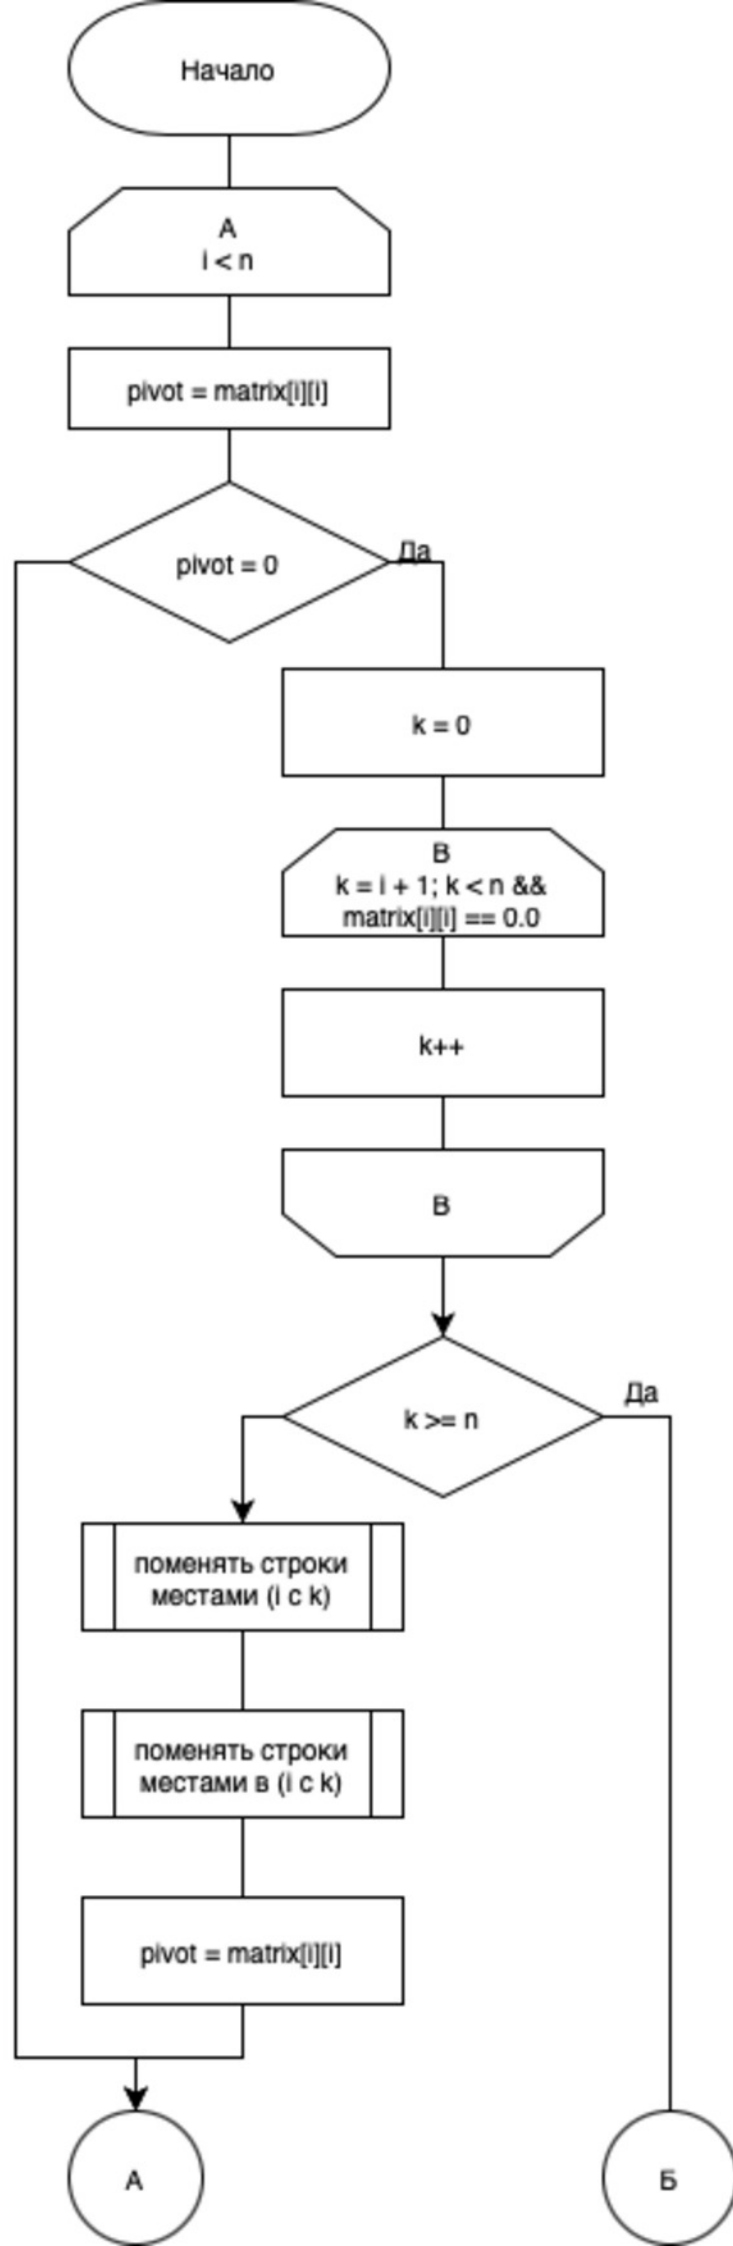 Начало
A
i < n
pivot = matrix[i][i]
pivot = 0
Да
k = 0
B
k = i + 1; k < n &&
matrix[i][i] == 0.0
k++
B
k >= n
Да
поменять строки
местами (i с k)
поменять строки
местами в (i с k)
pivot = matrix[i][i]
А
Б